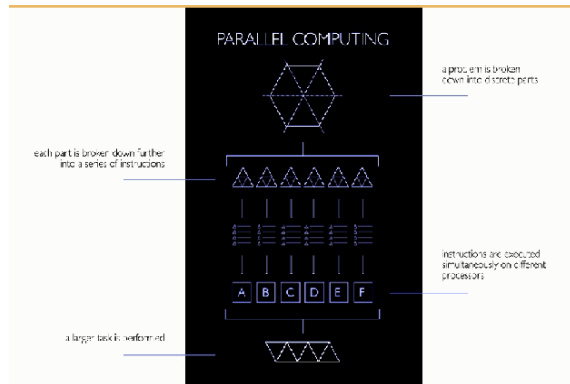 PARALLEL COMPUTING
a problem is broken
down into discrete parts
each part is broken down further
into a series of instructions
instructions are executed
simultaneously on different
processors
A B C D E F
a larger task is performed